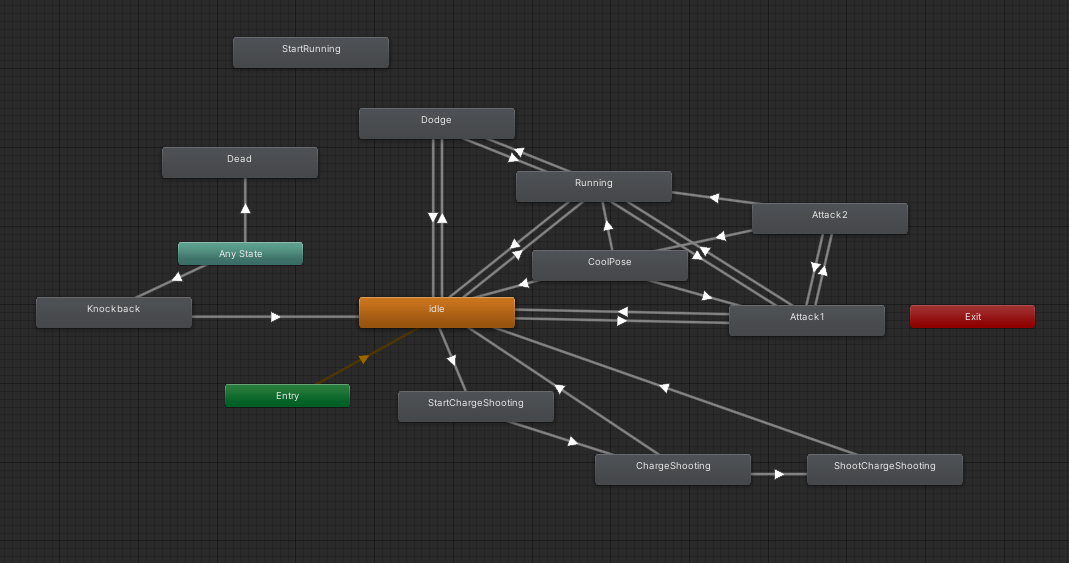 StartRunning
Dodge
Dead
Running
Attack2
Any State
CoolPose
Knockback
idle
Attack1
Exit
Entry
StartChargeShooting
ChargeShooting
ShootChargeShooting